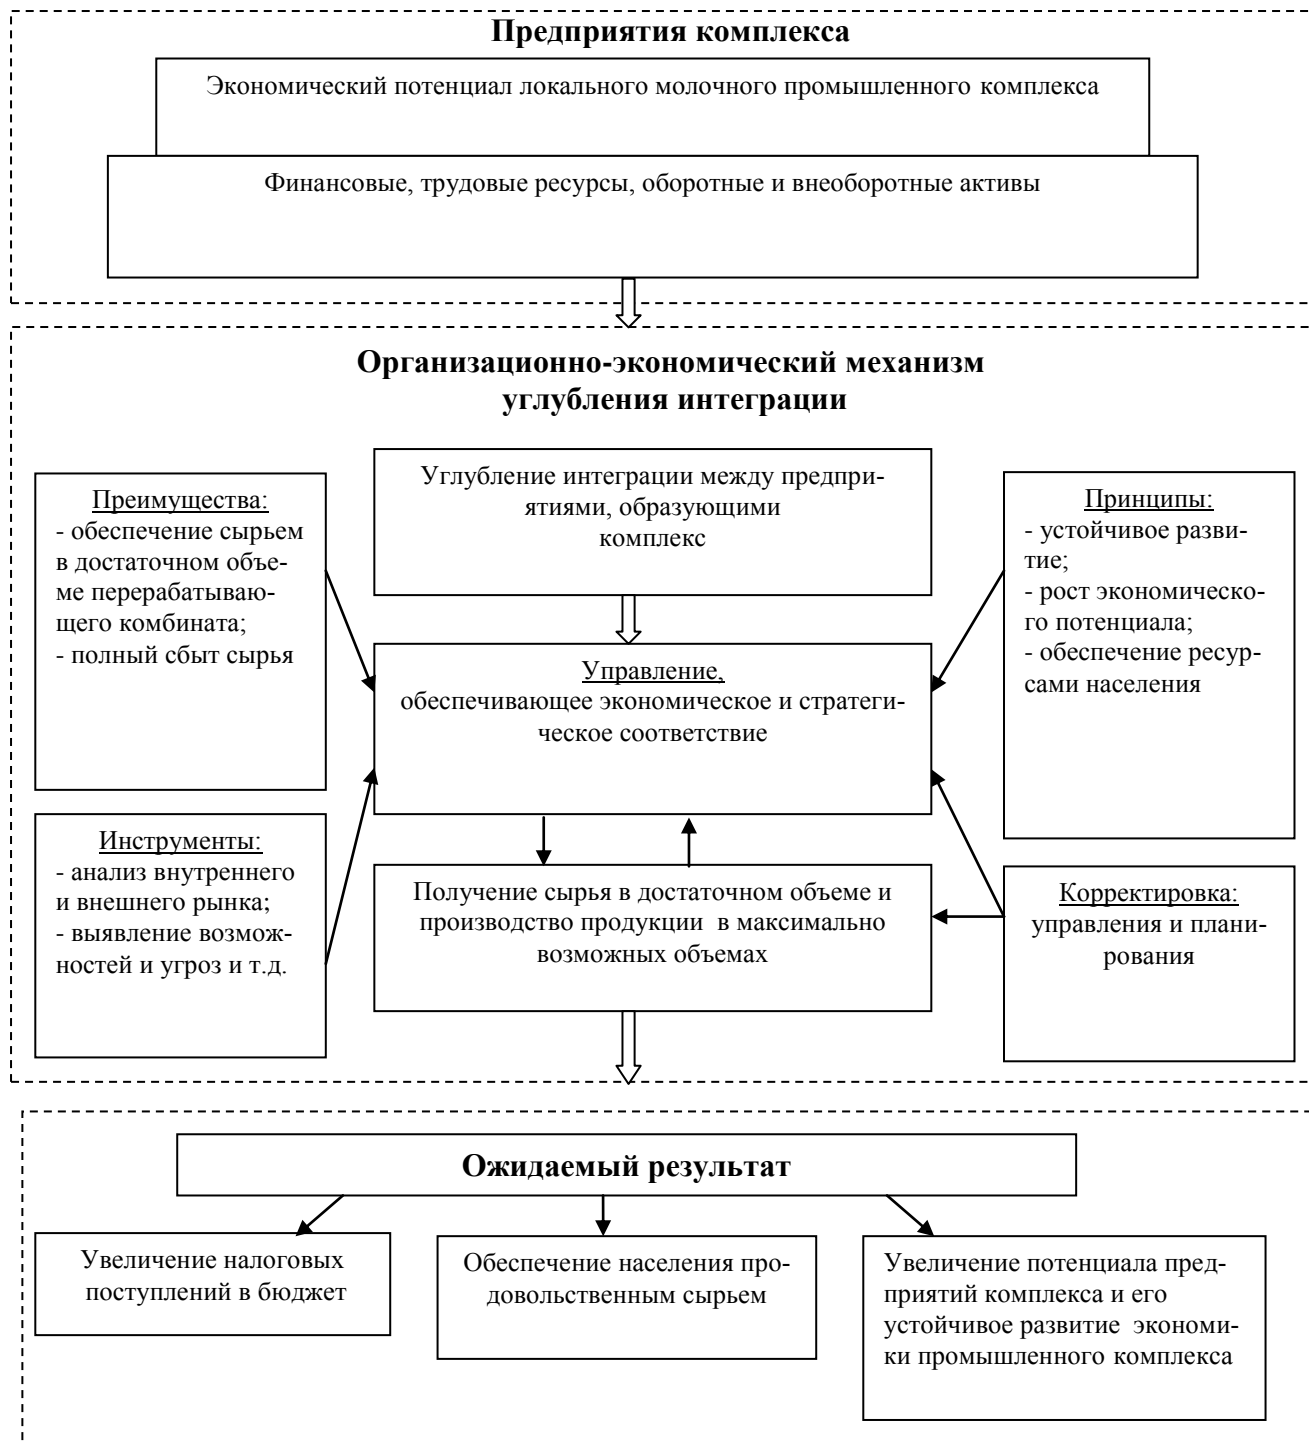 Предприятия комплекса
Экономический потенциал локального молочного промышленного комплекса
Финансовые, трудовые ресурсы, оборотные и внеоборотные активы
Организационно-экономический механизм
углубления интеграции
Преимущества:
- обеспечение сырьем
в достаточном объе-
ме перерабатываю-
щего комбината;
- полный сбыт сырья
Углубление интеграции между предпри-
ятиями, образующими
комплекс
Принципы:
- устойчивое разви-
тие;
- рост экономическо-
го потенциала;
- обеспечение ресур-
сами населения
Управление,
обеспечивающее экономическое и стратеги-
ческое соответствие
Инструменты:
- анализ внутреннего
и внешнего рынка;
- выявление возмож-
ностей и угроз и т.д.
Получение сырья в достаточном объеме и
производство продукции в максимально
возможных объемах
Корректировка:
управления и плани-
рования
Ожидаемый результат
Увеличение налоговых
поступлений в бюджет
Обеспечение населения про-
довольственным сырьем
Увеличение потенциала пред-
приятий комплекса и его
устойчивое развитие экономи-
ки промышленного комплекса